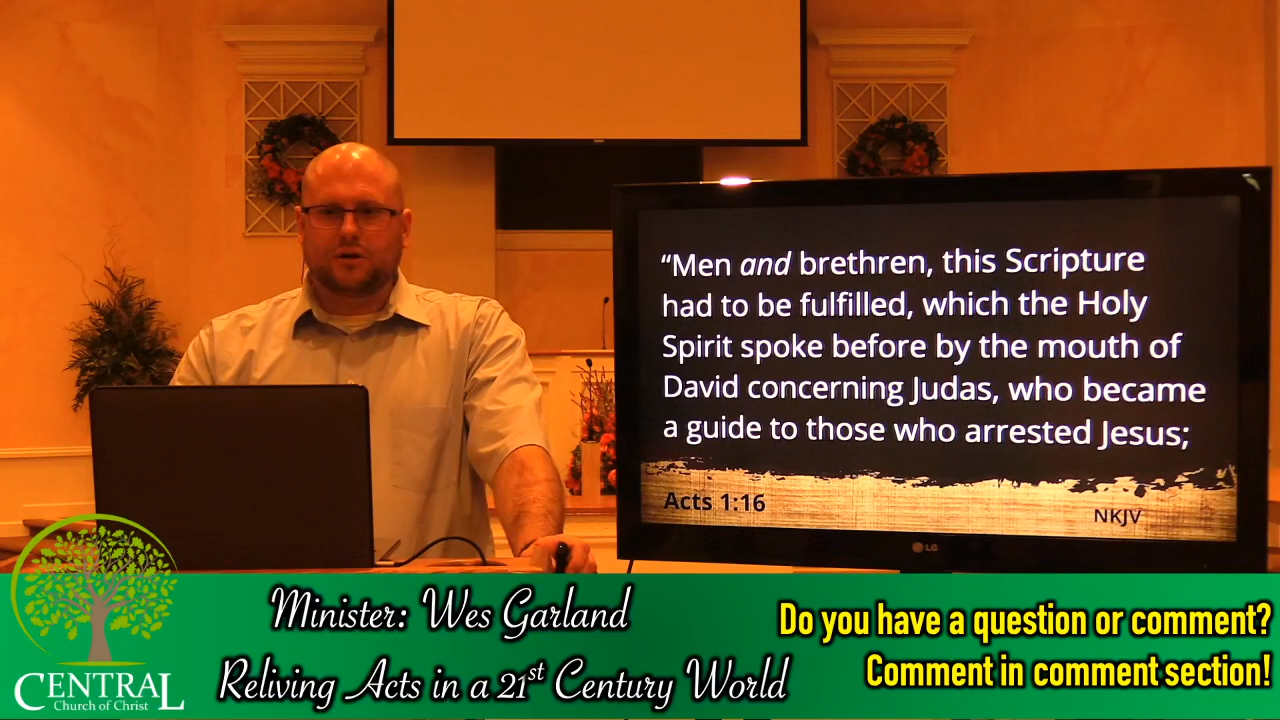 “Men and brethren, this Scripture
had to be fulfilled, which the Holy
Spirit spoke before by the mouth of
David concerning Judas, who became
a guide to those who arrested Jesus;
Acts 1:16
NKJV
LG
CENTRAL
Church of Christ
Minister: Wes Garland
Reliving Acts in a 21st Century World
Do you have a question or comment?
Comment in comment section!